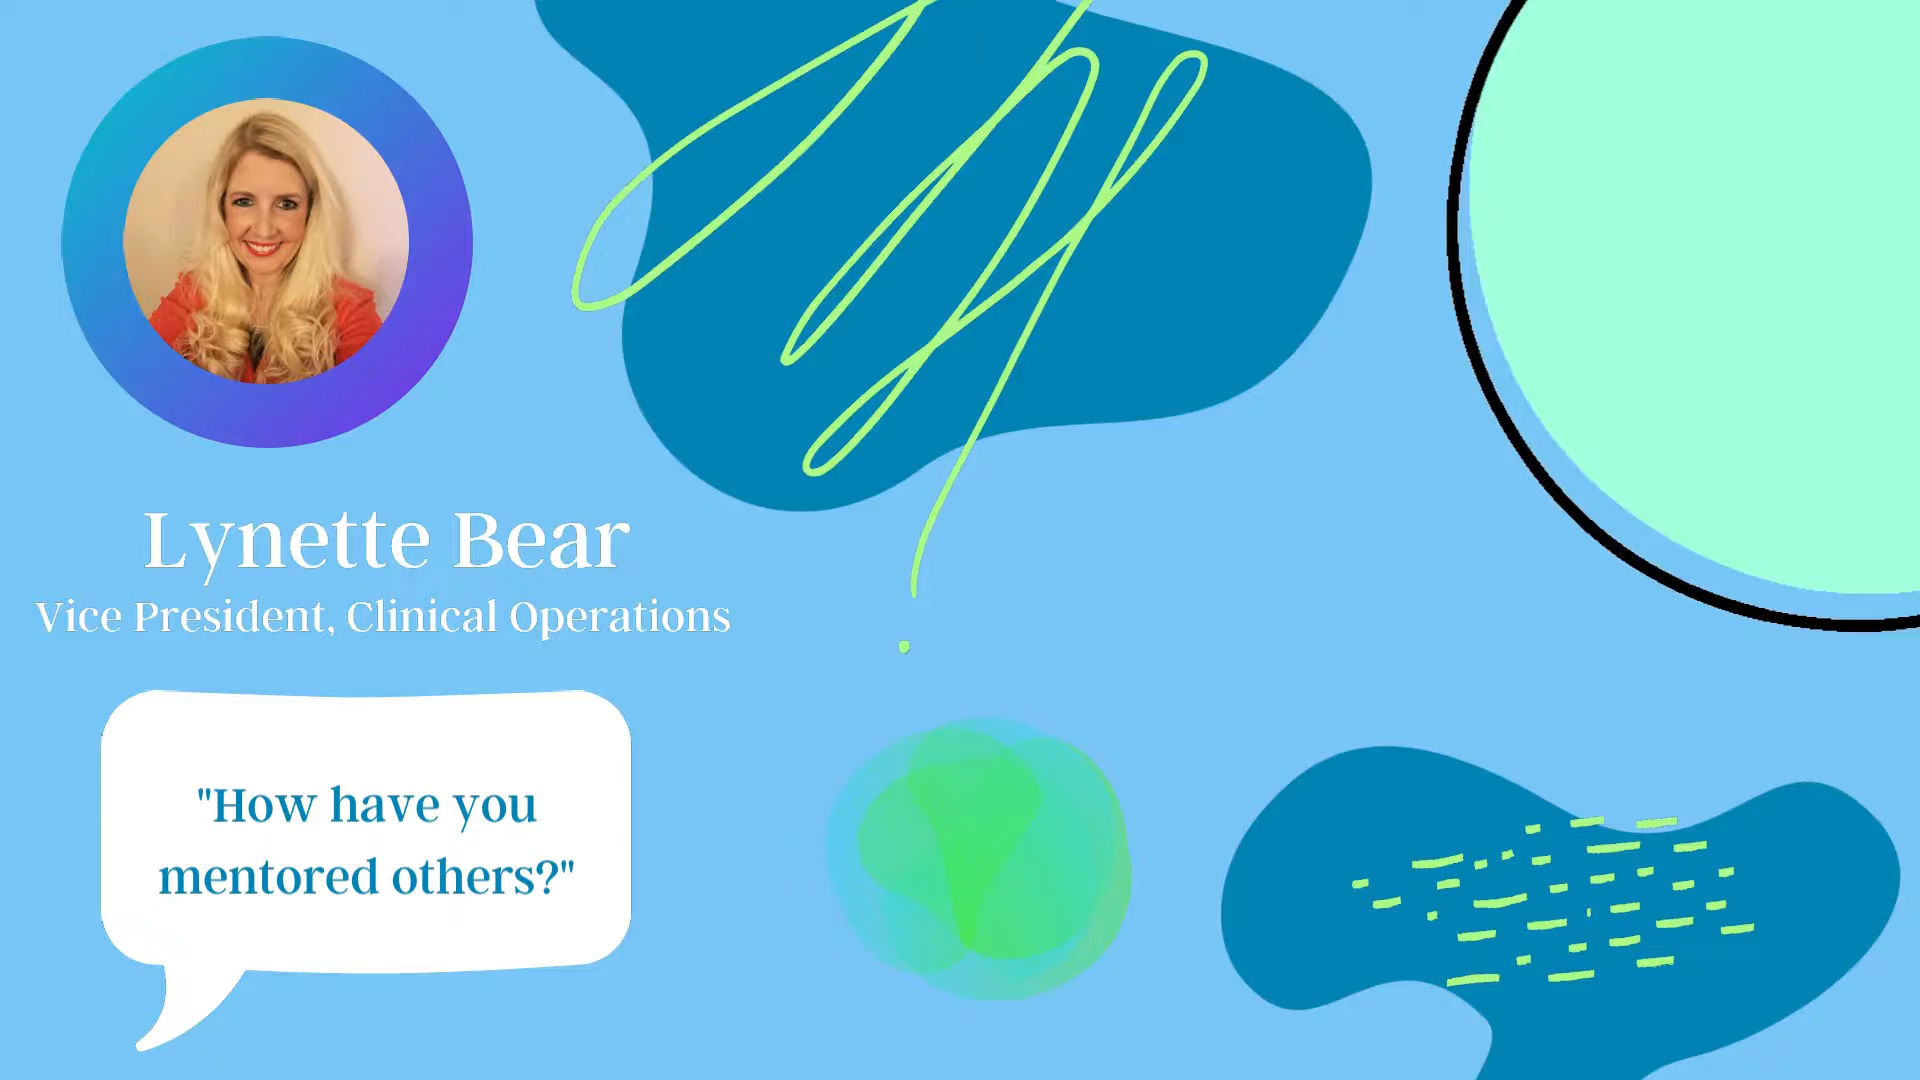 Lynette Bear
Vice President, Clinical Operations
"How have you
mentored others?"